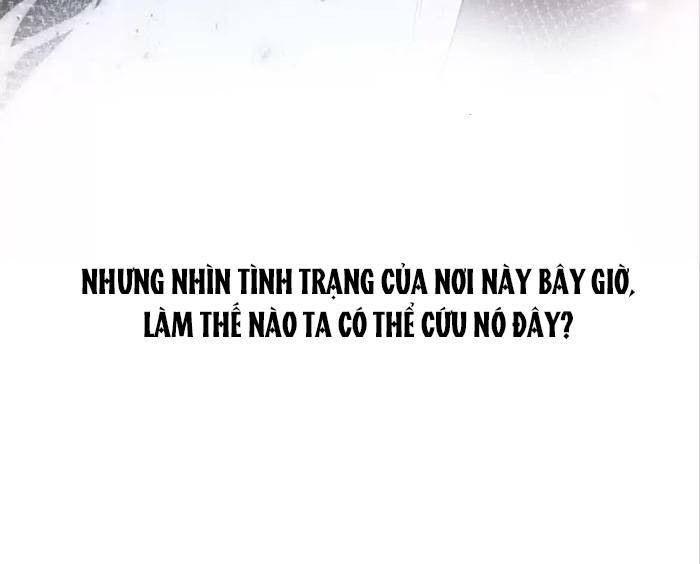 NHƯNG NHÌN TÌNH TRẠNG CỦA NƠI NÀY BÂY GIỜ,
LÀM THẾ NÀO TA CÓ THỂ CỨU NÓ ĐÂY?